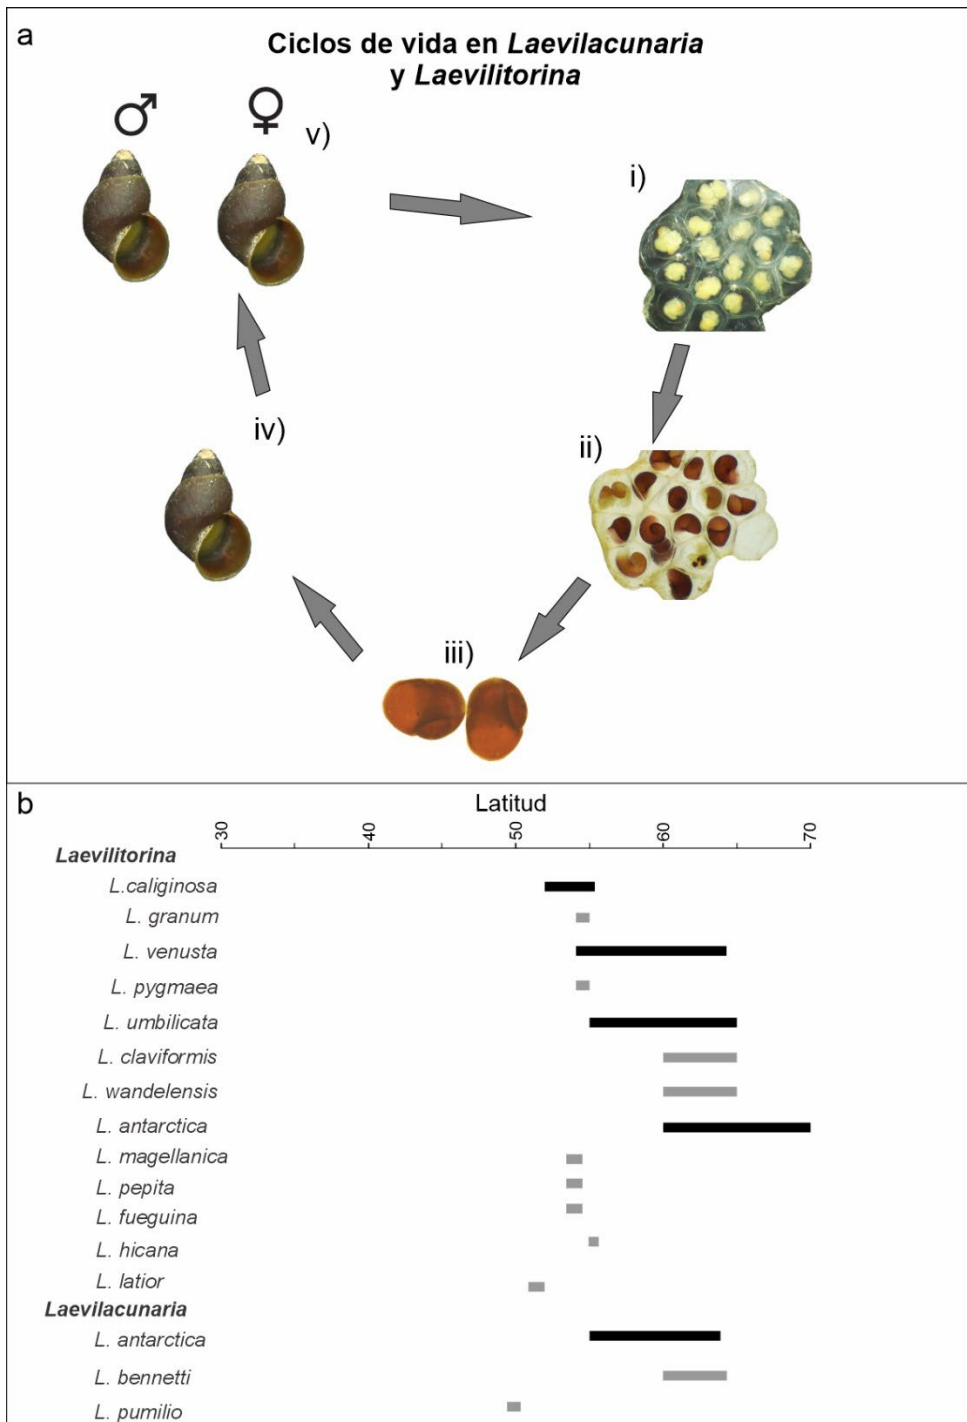 a
Ciclos de vida en Laevilacunaria
y Laevilitorina
♂ ♀
v)
i)
ii)
iv)
iii)
b
Latitud
30 40 50 60 70
Laevilitorina
L.caliginosa
L. granum
L. venusta
L. pygmaea
L. umbilicata
L. claviformis
L. wandelensis
L. antarctica
L. magellanica
L. pepita
L. fueguina
L. hicana
L. latior
Laevilacunaria
L. antarctica
L. bennetti
L. pumilio